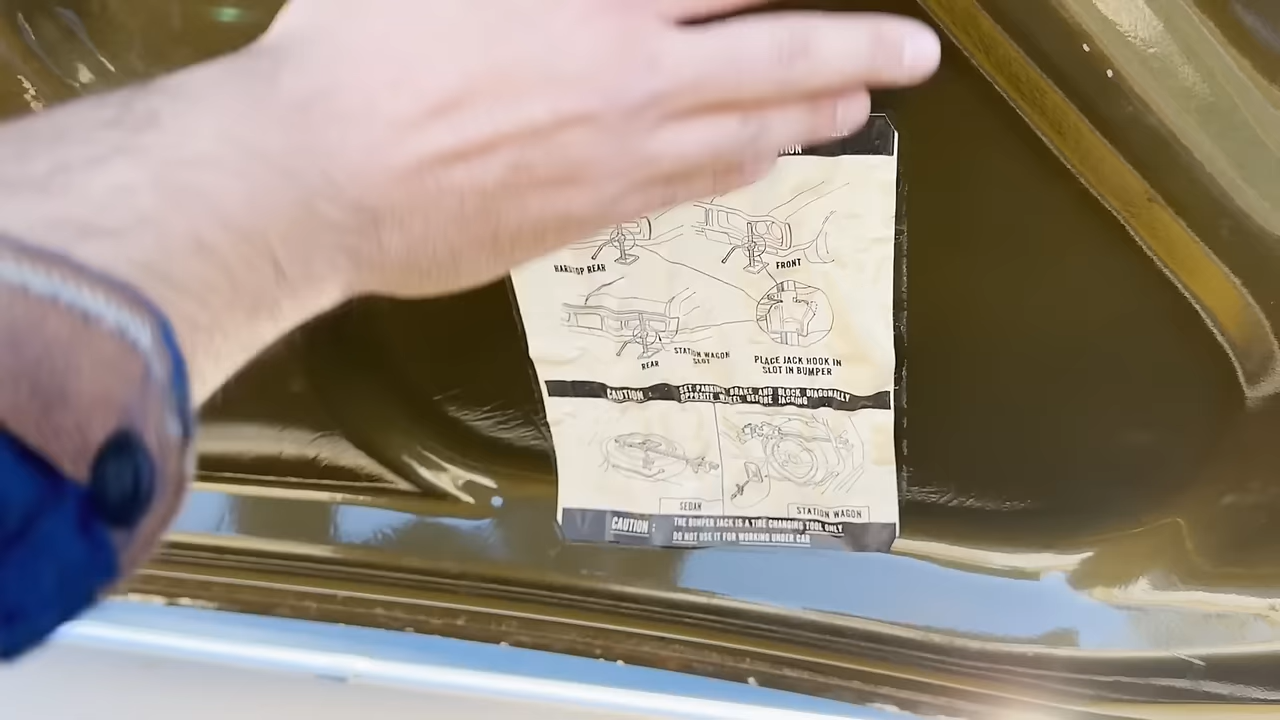 HARDTOP REAR
FRONT
REAR
STATION WAGON
SLOT
PLACE JACK HOOK IN
SLOT IN BUMPER
CAUTION : SET PARKING BRAKE AND BLOCK DIAGONALLY
OPPOSITE WHEEL BEFORE JACKING
SEDAN
STATION WAGON
CAUTION : THE BUMPER JACK IS A TIRE CHANGING TOOL ONLY
DO NOT USE IT FOR WORKING UNDER CAR